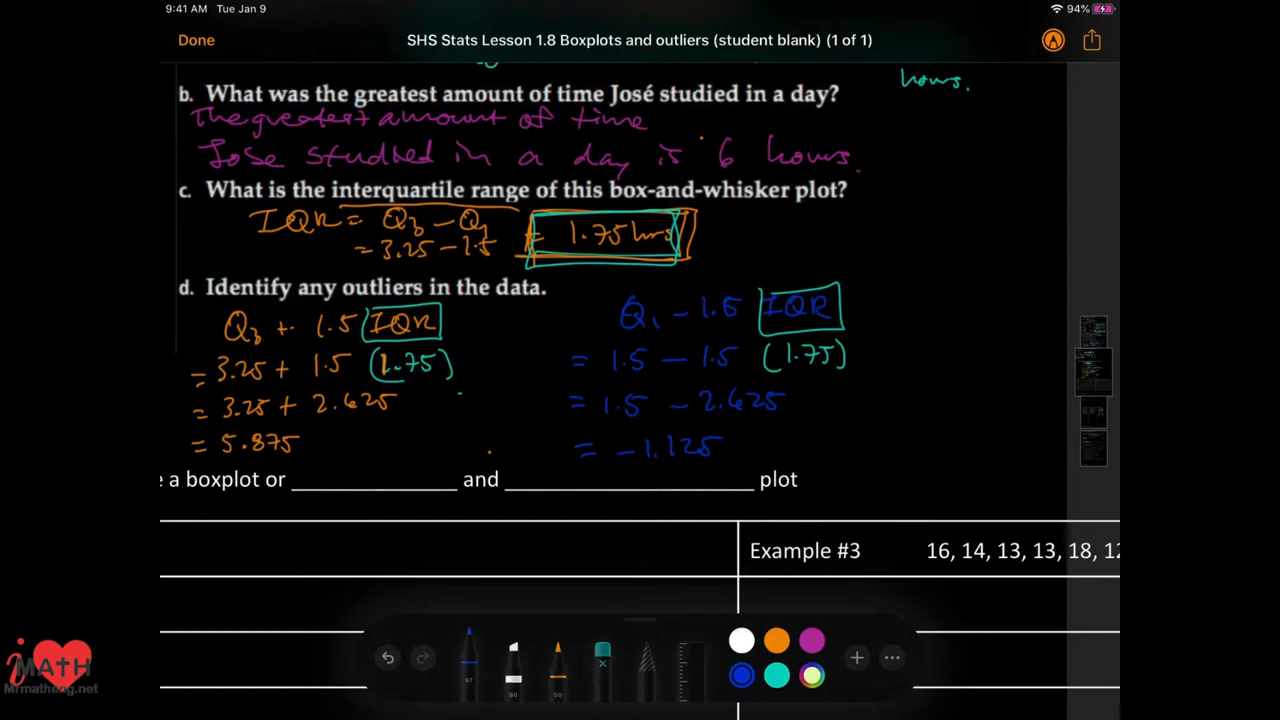 9:41 AM Tue Jan 9
94%
Done
SHS Stats Lesson 1.8 Boxplots and outliers (student blank) (1 of 1)
hours.
b. What was the greatest amount of time José studied in a day?
The greatest amount of time
Jose studied in a day is 6 hours.
c. What is the interquartile range of this box-and-whisker plot?
IQR = Q3 - Q1
= 3.25 - 1.5 = 1.75 hrs
d. Identify any outliers in the data.
Q3 + 1.5 IQR
= 3.25 + 1.5 (1.75)
= 3.25 + 2.625
= 5.875
Q1 - 1.5 IQR
= 1.5 - 1.5 (1.75)
= 1.5 - 2.625
= -1.125
e a boxplot or ________________ and ________________________ plot
Example #3 16, 14, 13, 13, 18, 12
97
80
50
i MATH
Mrmatheng.net